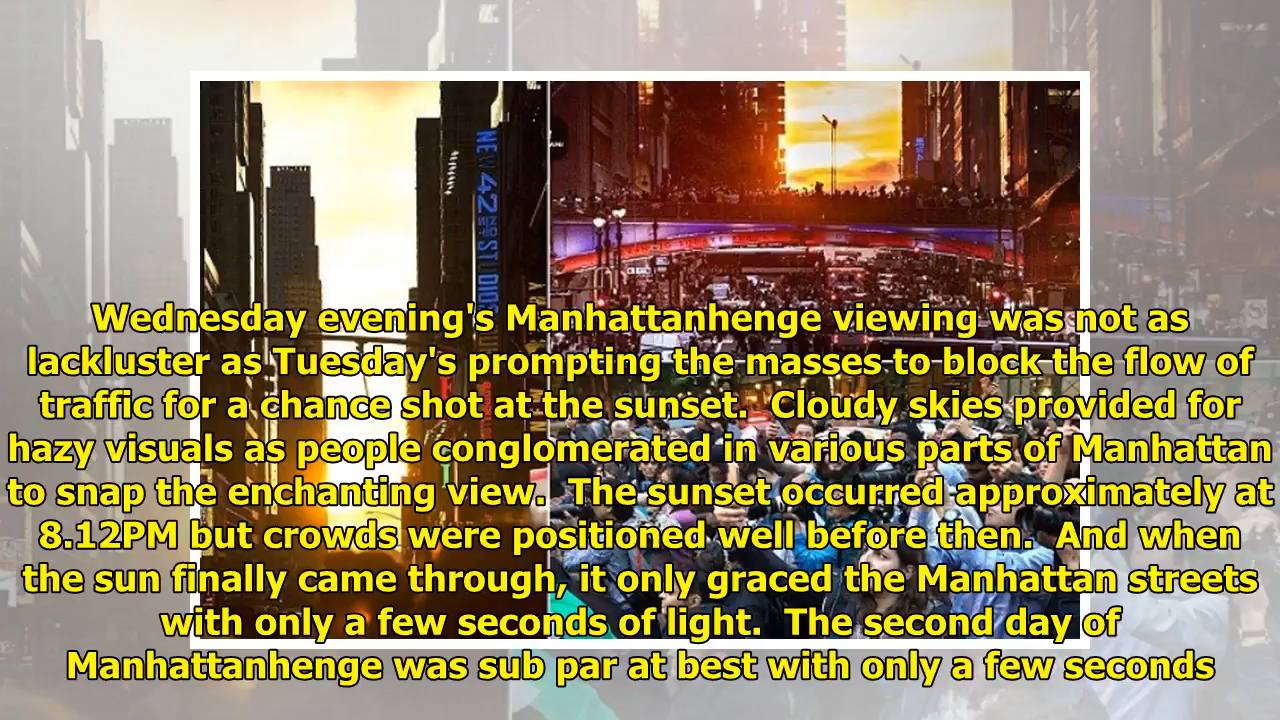 NEW 42ND ST STUDIOS
Wednesday evening's Manhattanhenge viewing was not as
lackluster as Tuesday's prompting the masses to block the flow of
traffic for a chance shot at the sunset.  Cloudy skies provided for
hazy visuals as people conglomerated in various parts of Manhattan
to snap the enchanting view.  The sunset occurred approximately at
8.12PM but crowds were positioned well before then.  And when
the sun finally came through, it only graced the Manhattan streets
with only a few seconds of light.  The second day of
Manhattanhenge was sub par at best with only a few seconds